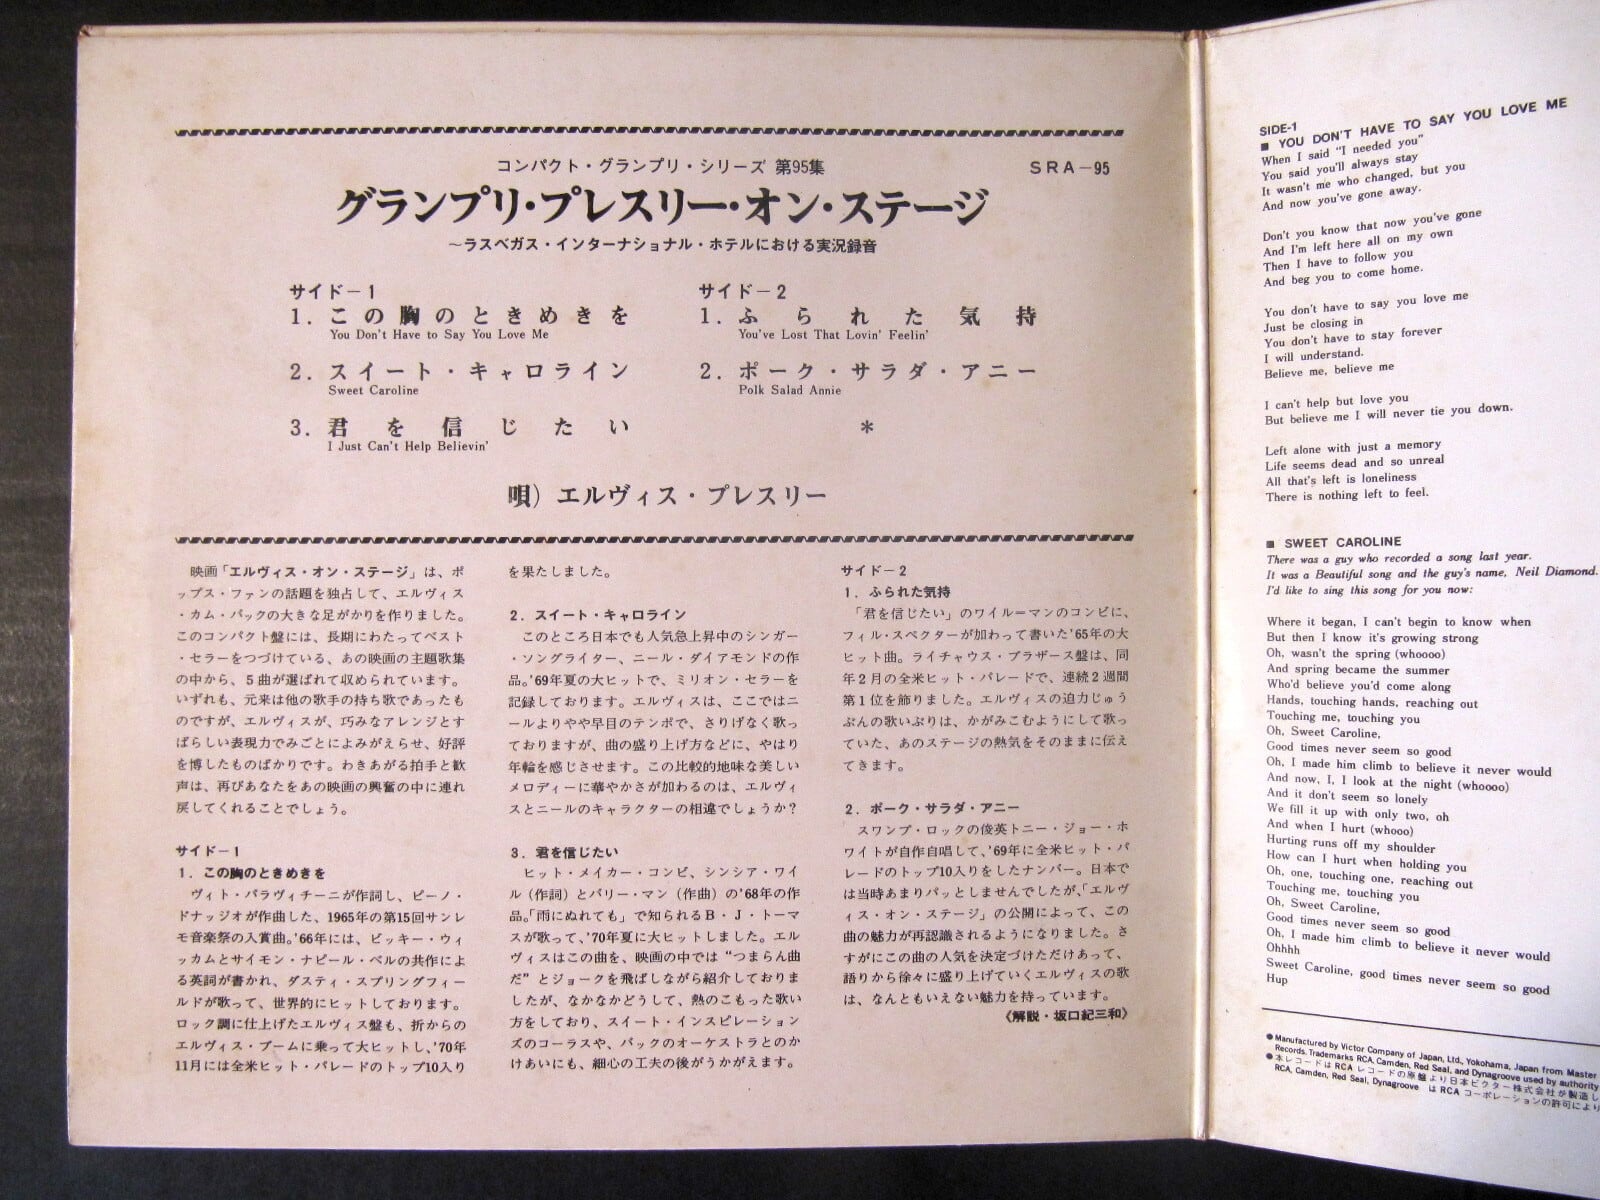 コンパクト・グランプリ・シリーズ 第95集
SRA-95
グランプリ・プレスリー・オン・ステージ
～ラスベガス・インターナショナル・ホテルにおける実況録音
サイド－1
1. この胸のときめきを
You Don't Have to Say You Love Me
2. スイート・キャロライン
Sweet Caroline
3. 君を信じたい
I Just Can't Help Believin'
サイド－2
1. ふられた気持
You've Lost That Lovin' Feelin'
2. ポーク・サラダ・アニー
Polk Salad Annie
*
唄）エルヴィス・プレスリー
映画「エルヴィス・オン・ステージ」は、ポ
ップス・ファンの話題を独占して、エルヴィス
・カム・バックの大きな足がかりを作りました。
このコンパクト盤には、長期にわたってベスト
・セラーをつづけている、あの映画の主題歌集
の中から、5曲が選ばれて収められています。
いずれも、元来は他の歌手の持ち歌であったも
のですが、エルヴィスが、巧みなアレンジとす
ばらしい表現力でみごとによみがえらせ、好評
を博したものばかりです。わきあがる拍手と歓
声は、再びあなたをあの映画の興奮の中に連れ
戻してくれることでしょう。
サイド－1
1. この胸のときめきを
ヴィト・パラヴィチーニが作詞し、ピーノ・
ドナッジオが作曲した、1965年の第15回サンレ
モ音楽祭の入賞曲。'66年には、ビッキー・ウィ
ッカムとサイモン・ナピール・ベルの共作によ
る英詞が書かれ、ダスティ・スプリングフィー
ルドが歌って、世界的にヒットしております。
ロック調に仕上げたエルヴィス盤も、折からの
エルヴィス・ブームに乗って大ヒットし、'70年
11月には全米ヒット・パレードのトップ10入り
を果たしました。
2. スイート・キャロライン
このところ日本でも人気急上昇中のシンガー
・ソングライター、ニール・ダイアモンドの作
品。'69年夏の大ヒットで、ミリオン・セラーを
記録しております。エルヴィスは、ここではニ
ールよりやや早目のテンポで、さりげなく歌っ
ておりますが、曲の盛り上げ方などに、やはり
年輪を感じさせます。この比較的地味な美しい
メロディーに華やかさが加わるのは、エルヴィ
スとニールのキャラクターの相違でしょうか？
3. 君を信じたい
ヒット・メイカー・コンビ、シンシア・ワイ
ル（作詞）とバリー・マン（作曲）の'68年の作
品。「雨にぬれても」で知られるB・J・トーマ
スが歌って、'70年夏に大ヒットしました。エル
ヴィスはこの曲を、映画の中では“つまらん曲
だ”とジョークを飛ばしながら紹介しておりま
したが、なかなかどうして、熱のこもった歌い
方をしており、スイート・インスピレーション
ズのコーラスや、バックのオーケストラとのか
けあいにも、細心の工夫の後がうかがえます。
サイド－2
1. ふられた気持
「君を信じたい」のワイル＝マンのコンビに、
フィル・スペクターが加わって書いた'65年の大
ヒット曲。ライチャウス・ブラザース盤は、同
年2月の全米ヒット・パレードで、連続2週間
第1位を飾りました。エルヴィスの迫力じゅう
ぶんの歌いぶりは、かがみこむようにして歌っ
ていた、あのステージの熱気をそのままに伝え
てきます。
2. ポーク・サラダ・アニー
スワンプ・ロックの俊英トニー・ジョー・ホ
ワイトが自作自唱して、'69年に全米ヒット・パ
レードのトップ10入りをしたナンバー。日本で
は当時あまりパッとしませんでしたが、「エルヴ
ィス・オン・ステージ」の公開によって、この
曲の魅力が再認識されるようになりました。さ
すがにこの曲の人気を決定づけただけあって、
語りから徐々に盛り上げていくエルヴィスの歌
は、なんともいえない魅力を持っています。
《解説・坂口紀三和》
SIDE-1
■ YOU DON'T HAVE TO SAY YOU LOVE ME
When I said "I needed you"
You said you'll always stay
It wasn't me who changed, but you
And now you've gone away.
Don't you know that now you've gone
And I'm left here all on my own
Then I have to follow you
And beg you to come home.
You don't have to say you love me
Just be closing in
You don't have to stay forever
I will understand.
Believe me, believe me
I can't help but love you
But believe me I will never tie you down.
Left alone with just a memory
Life seems dead and so unreal
All that's left is loneliness
There is nothing left to feel.
■ SWEET CAROLINE
There was a guy who recorded a song last year.
It was a Beautiful song and the guy's name, Neil Diamond.
I'd like to sing this song for you now:
Where it began, I can't begin to know when
But then I know it's growing strong
Oh, wasn't the spring (whoooo)
And spring became the summer
Who'd believe you'd come along
Hands, touching hands, reaching out
Touching me, touching you
Oh, Sweet Caroline,
Good times never seem so good
Oh, I made him climb to believe it never would
And now, I, I look at the night (whoooo)
And it don't seem so lonely
We fill it up with only two, oh
And when I hurt (whooo)
Hurting runs off my shoulder
How can I hurt when holding you
Oh, one, touching one, reaching out
Touching me, touching you
Oh, Sweet Caroline,
Good times never seem so good
Oh, I made him climb to believe it never would
Ohhhh
Sweet Caroline, good times never seem so good
Hup
●Manufactured by Victor Company of Japan, Ltd., Yokohama, Japan from Master
Records. Trademarks RCA, Camden, Red Seal, and Dynagroove used by authority
●本レコードはRCAレコードの原盤より日本ビクター株式会社が製造し
RCA, Camden, Red Seal, Dynagroove はRCAコーポレーションの許可により